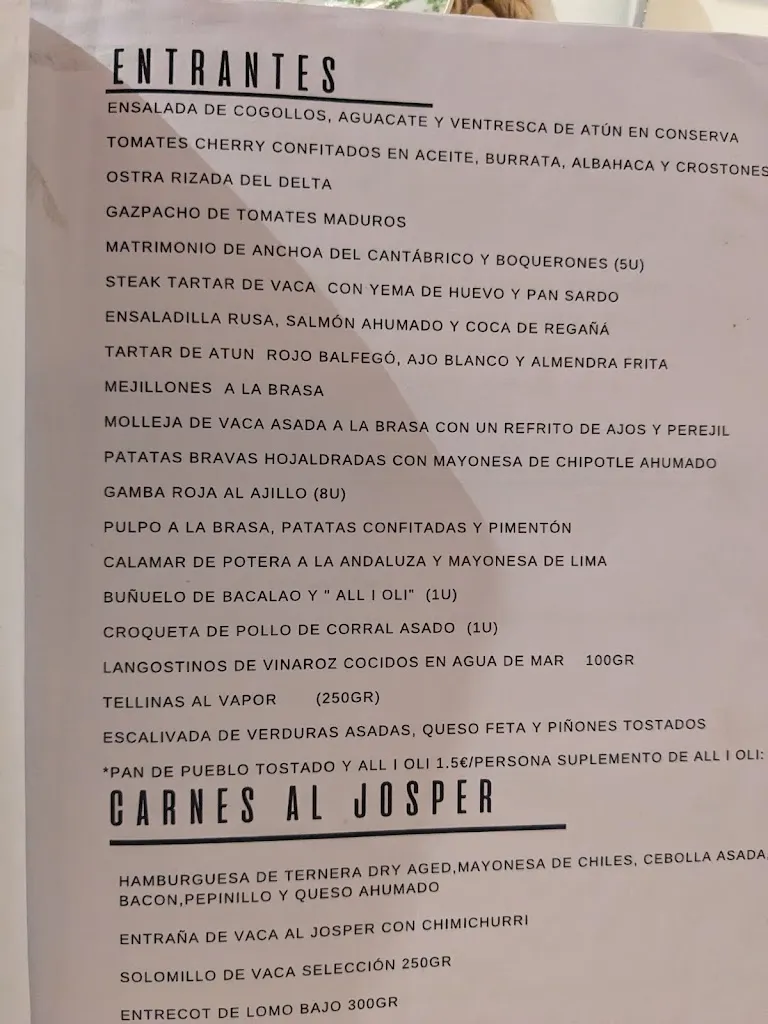 ENTRANTES
ENSALADA DE COGOLLOS, AGUACATE Y VENTRESCA DE ATÚN EN CONSERVA
TOMATES CHERRY CONFITADOS EN ACEITE, BURRATA, ALBAHACA Y CROSTONES
OSTRA RIZADA DEL DELTA
GAZPACHO DE TOMATES MADUROS
MATRIMONIO DE ANCHOA DEL CANTÁBRICO Y BOQUERONES (5U)
STEAK TARTAR DE VACA CON YEMA DE HUEVO Y PAN SARDO
ENSALADILLA RUSA, SALMÓN AHUMADO Y COCA DE REGAÑÁ
TARTAR DE ATUN ROJO BALFEGÓ, AJO BLANCO Y ALMENDRA FRITA
MEJILLONES A LA BRASA
MOLLEJA DE VACA ASADA A LA BRASA CON UN REFRITO DE AJOS Y PEREJIL
PATATAS BRAVAS HOJALDRADAS CON MAYONESA DE CHIPOTLE AHUMADO
GAMBA ROJA AL AJILLO (8U)
PULPO A LA BRASA, PATATAS CONFITADAS Y PIMENTÓN
CALAMAR DE POTERA A LA ANDALUZA Y MAYONESA DE LIMA
BUÑUELO DE BACALAO Y " ALL I OLI" (1U)
CROQUETA DE POLLO DE CORRAL ASADO (1U)
LANGOSTINOS DE VINAROZ COCIDOS EN AGUA DE MAR 100GR
TELLINAS AL VAPOR (250GR)
ESCALIVADA DE VERDURAS ASADAS, QUESO FETA Y PIÑONES TOSTADOS
*PAN DE PUEBLO TOSTADO Y ALL I OLI 1.5€/PERSONA SUPLEMENTO DE ALL I OLI:
CARNES AL JOSPER
HAMBURGUESA DE TERNERA DRY AGED,MAYONESA DE CHILES, CEBOLLA ASADA,
BACON,PEPINILLO Y QUESO AHUMADO
ENTRAÑA DE VACA AL JOSPER CON CHIMICHURRI
SOLOMILLO DE VACA SELECCIÓN 250GR
ENTRECOT DE LOMO BAJO 300GR